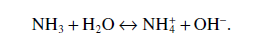 NH₃ + H₂O ↔ NH₄⁺ + OH⁻.